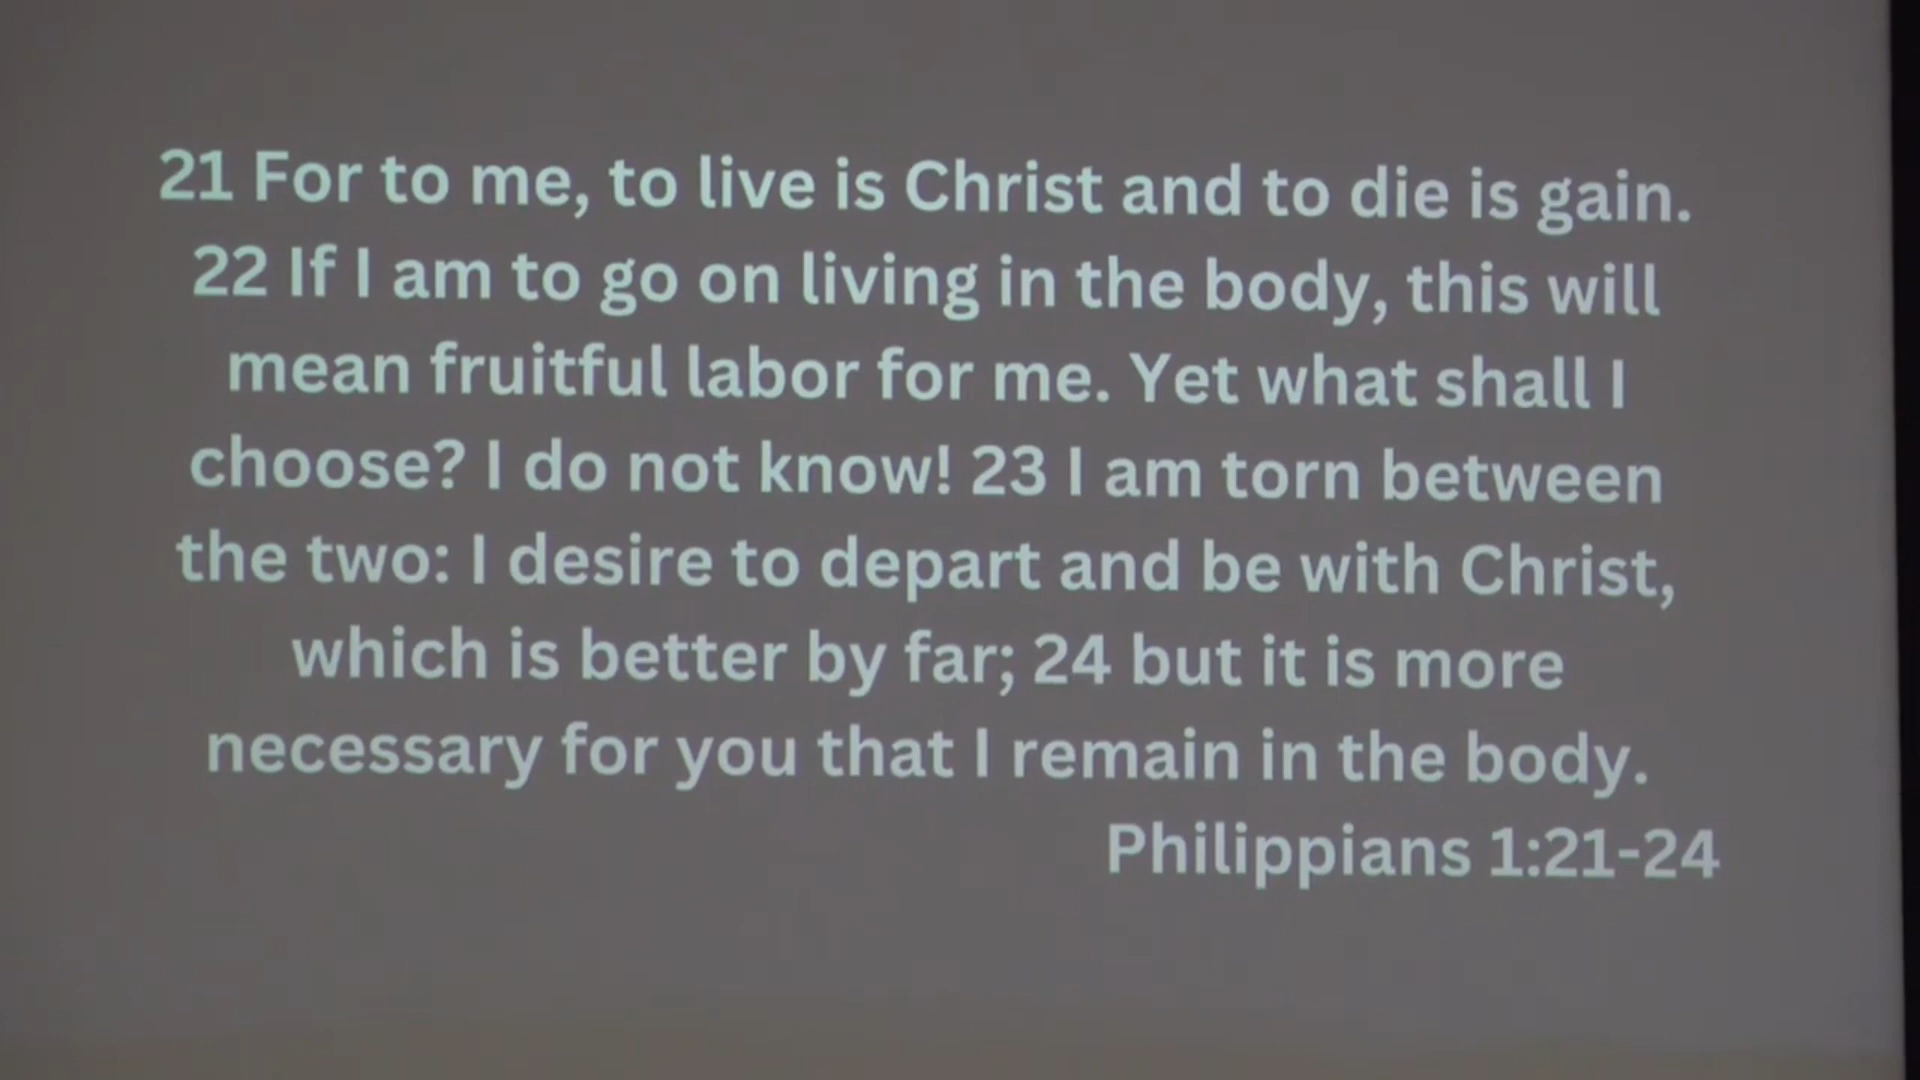 21 For to me, to live is Christ and to die is gain.
22 If I am to go on living in the body, this will
mean fruitful labor for me. Yet what shall I
choose? I do not know! 23 I am torn between
the two: I desire to depart and be with Christ,
which is better by far; 24 but it is more
necessary for you that I remain in the body.
Philippians 1:21-24